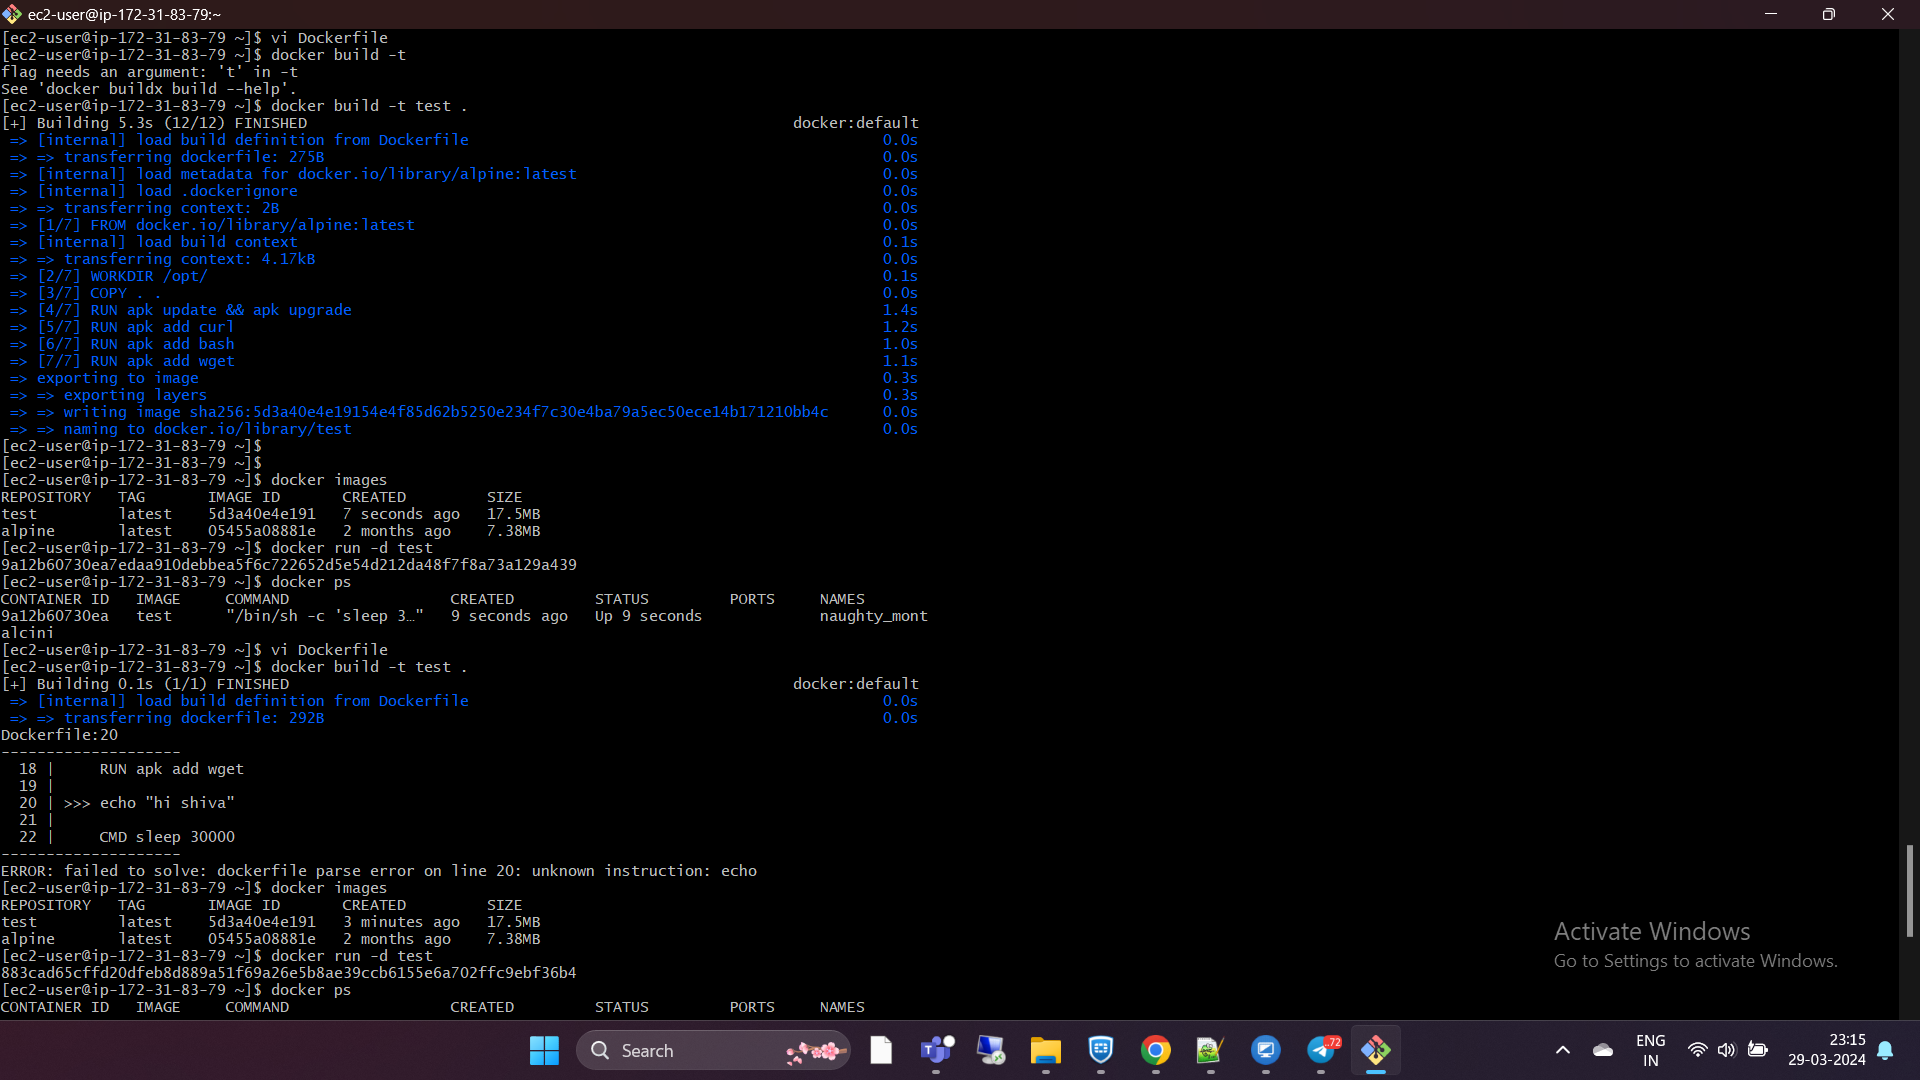 ec2-user@ip-172-31-83-79:~
[ec2-user@ip-172-31-83-79 ~]$ vi Dockerfile
[ec2-user@ip-172-31-83-79 ~]$ docker build -t
flag needs an argument: 't' in -t
See 'docker buildx build --help'.
[ec2-user@ip-172-31-83-79 ~]$ docker build -t test .
[+] Building 5.3s (12/12) FINISHED docker:default
=> [internal] load build definition from Dockerfile 0.0s
=> => transferring dockerfile: 275B 0.0s
=> [internal] load metadata for docker.io/library/alpine:latest 0.0s
=> [internal] load .dockerignore 0.0s
=> => transferring context: 2B 0.0s
=> [1/7] FROM docker.io/library/alpine:latest 0.0s
=> [internal] load build context 0.1s
=> => transferring context: 4.17kB 0.0s
=> [2/7] WORKDIR /opt/ 0.1s
=> [3/7] COPY . . 0.0s
=> [4/7] RUN apk update && apk upgrade 1.4s
=> [5/7] RUN apk add curl 1.2s
=> [6/7] RUN apk add bash 1.0s
=> [7/7] RUN apk add wget 1.1s
=> exporting to image 0.3s
=> => exporting layers 0.3s
=> => writing image sha256:5d3a40e4e19154e4f85d62b5250e234f7c30e4ba79a5ec50ece14b171210bb4c 0.0s
=> => naming to docker.io/library/test 0.0s
[ec2-user@ip-172-31-83-79 ~]$
[ec2-user@ip-172-31-83-79 ~]$
[ec2-user@ip-172-31-83-79 ~]$ docker images
REPOSITORY TAG IMAGE ID CREATED SIZE
test latest 5d3a40e4e191 7 seconds ago 17.5MB
alpine latest 05455a08881e 2 months ago 7.38MB
[ec2-user@ip-172-31-83-79 ~]$ docker run -d test
9a12b60730ea7edaa910debbea5f6c722652d5e54d212da48f7f8a73a129a439
[ec2-user@ip-172-31-83-79 ~]$ docker ps
CONTAINER ID IMAGE COMMAND CREATED STATUS PORTS NAMES
9a12b60730ea test "/bin/sh -c 'sleep 3…" 9 seconds ago Up 9 seconds naughty_mont
alcini
[ec2-user@ip-172-31-83-79 ~]$ vi Dockerfile
[ec2-user@ip-172-31-83-79 ~]$ docker build -t test .
[+] Building 0.1s (1/1) FINISHED docker:default
=> [internal] load build definition from Dockerfile 0.0s
=> => transferring dockerfile: 292B 0.0s
Dockerfile:20
--------------------
18 | RUN apk add wget
19 |
20 | >>> echo "hi shiva"
21 |
22 | CMD sleep 30000
--------------------
ERROR: failed to solve: dockerfile parse error on line 20: unknown instruction: echo
[ec2-user@ip-172-31-83-79 ~]$ docker images
REPOSITORY TAG IMAGE ID CREATED SIZE
test latest 5d3a40e4e191 3 minutes ago 17.5MB
alpine latest 05455a08881e 2 months ago 7.38MB
[ec2-user@ip-172-31-83-79 ~]$ docker run -d test
883cad65cffd20dfeb8d889a51f69a26e5b8ae39ccb6155e6a702ffc9ebf36b4
[ec2-user@ip-172-31-83-79 ~]$ docker ps
CONTAINER ID IMAGE COMMAND CREATED STATUS PORTS NAMES
Activate Windows
Go to Settings to activate Windows.
Search
..72
ENG
IN
23:15
29-03-2024